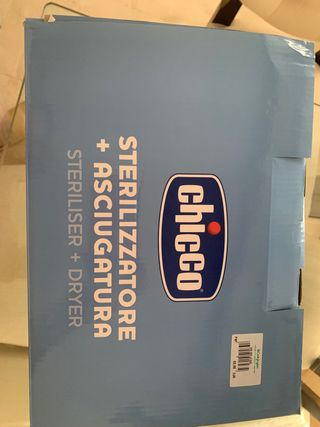 STERILIZZATORE
+ ASCIUGATURA
STERILISER + DRYER
chicco